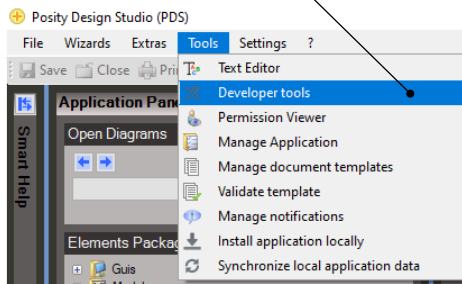 Posity Design Studio (PDS)
File Wizards Extras Tools Settings ?
Save Close Pri
Text Editor
Developer tools
Permission Viewer
Manage Application
Manage document templates
Validate template
Manage notifications
Install application locally
Synchronize local application data
Smart Help
Application Pane
Open Diagrams
Elements Packag
Guis